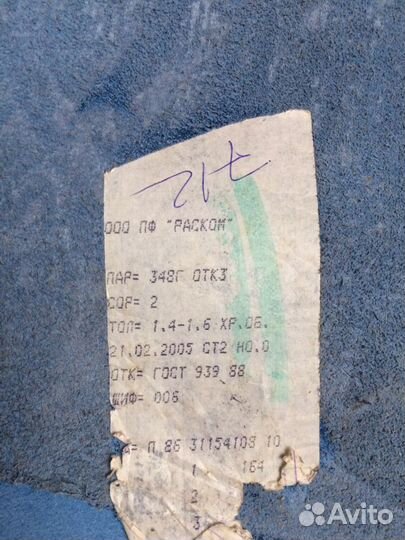 712
ООО ПФ "РАСКОМ"
ПАР= 348Г ОТК3
СОР= 2
ТОЛ= 1.4-1.6 ХР.ОБ.
21.02.2005 СТ2 НО.0
ОТК= ГОСТ 939 88
ШИФ= 006
= П 86 31154108 10
1 164
2
3
Avito